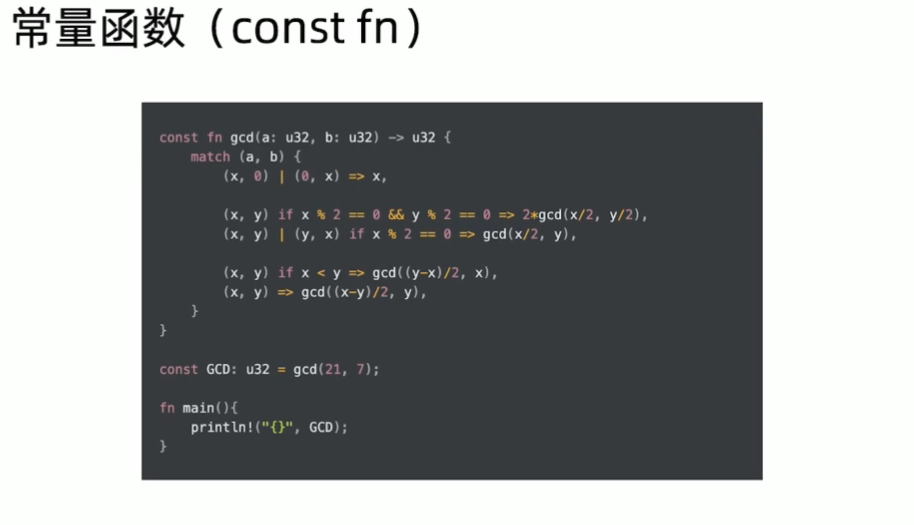 常量函数（const fn）
const fn gcd(a: u32, b: u32) -> u32 {
    match (a, b) {
        (x, 0) | (0, x) => x,
        (x, y) if x % 2 == 0 && y % 2 == 0 => 2*gcd(x/2, y/2),
        (x, y) | (y, x) if x % 2 == 0 => gcd(x/2, y),
        (x, y) if x < y => gcd((y-x)/2, x),
        (x, y) => gcd((x-y)/2, y),
    }
}
const GCD: u32 = gcd(21, 7);
fn main(){
    println!("{}", GCD);
}